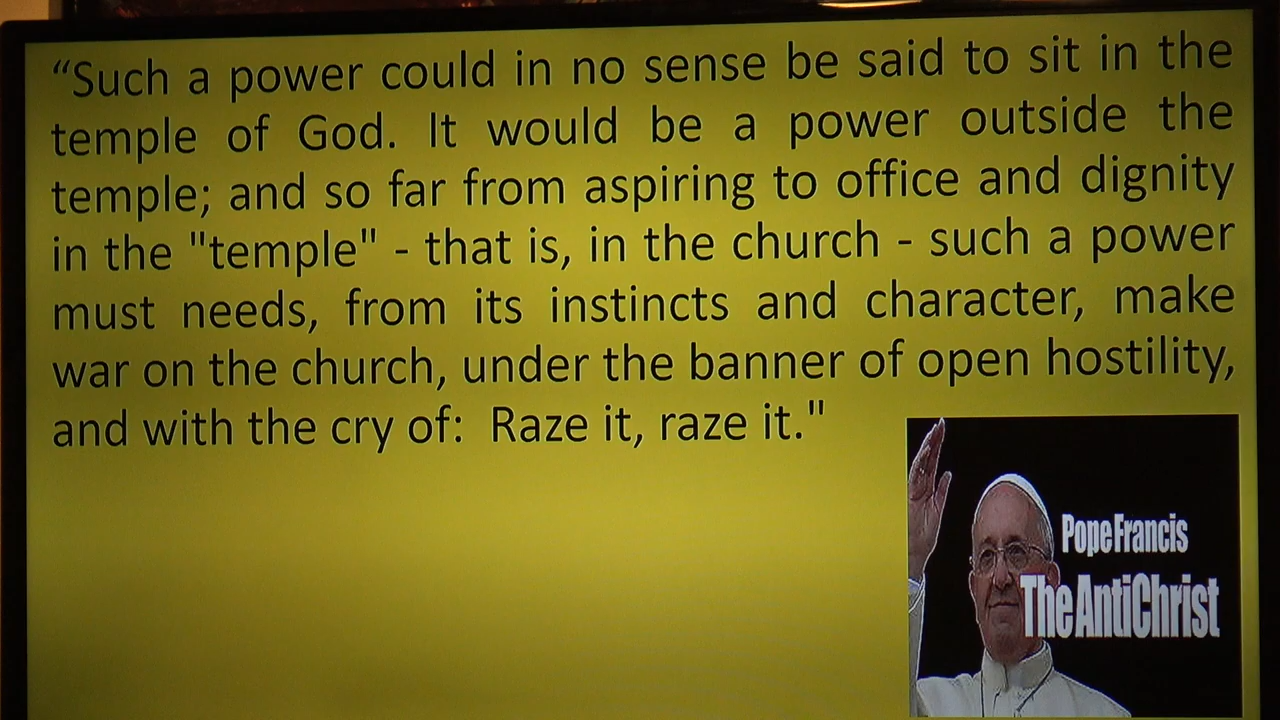 “Such a power could in no sense be said to sit in the
temple of God. It would be a power outside the
temple; and so far from aspiring to office and dignity
in the "temple" - that is, in the church - such a power
must needs, from its instincts and character, make
war on the church, under the banner of open hostility,
and with the cry of:  Raze it, raze it."
Pope Francis
The AntiChrist